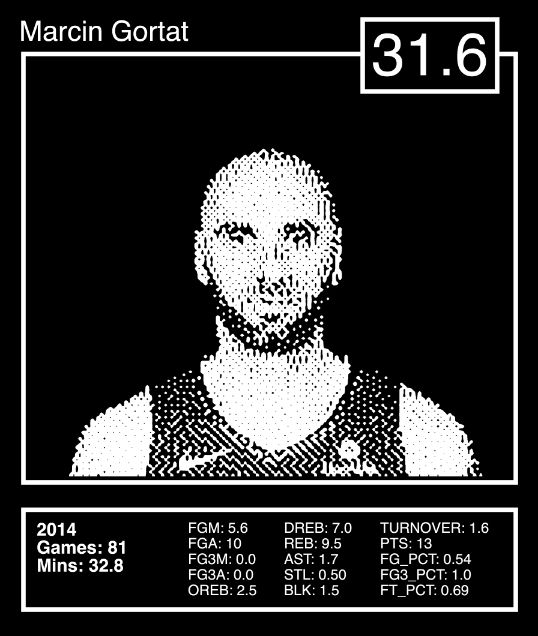 Marcin Gortat
31.6
2014
Games: 81
Mins: 32.8
FGM: 5.6
FGA: 10
FG3M: 0.0
FG3A: 0.0
OREB: 2.5
DREB: 7.0
REB: 9.5
AST: 1.7
STL: 0.50
BLK: 1.5
TURNOVER: 1.6
PTS: 13
FG_PCT: 0.54
FG3_PCT: 1.0
FT_PCT: 0.69